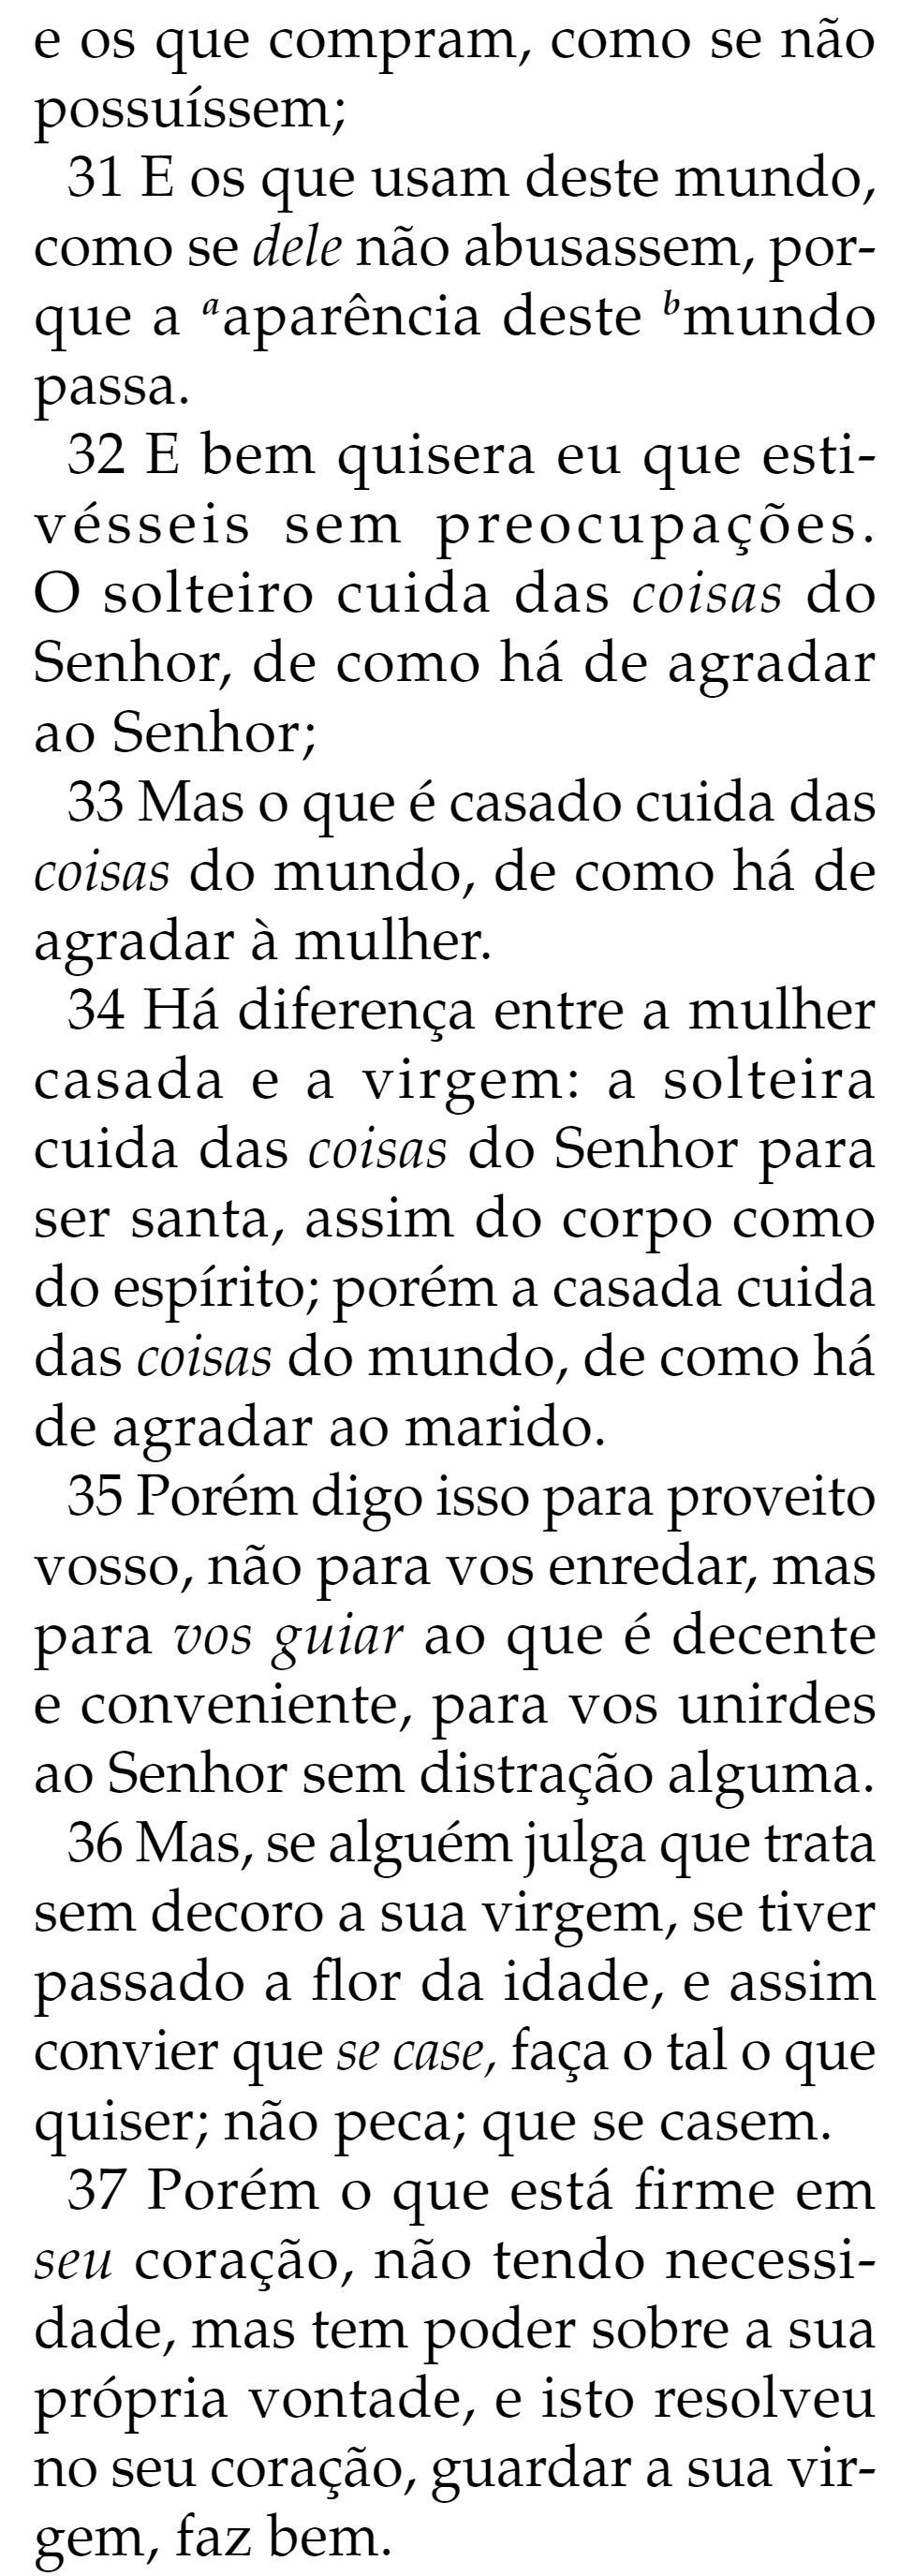 e os que compram, como se não
possuíssem;
31 E os que usam deste mundo,
como se dele não abusassem, por-
que a aaparência deste bmundo
passa.
32 E bem quisera eu que esti-
vésseis sem preocupações.
O solteiro cuida das coisas do
Senhor, de como há de agradar
ao Senhor;
33 Mas o que é casado cuida das
coisas do mundo, de como há de
agradar à mulher.
34 Há diferença entre a mulher
casada e a virgem: a solteira
cuida das coisas do Senhor para
ser santa, assim do corpo como
do espírito; porém a casada cuida
das coisas do mundo, de como há
de agradar ao marido.
35 Porém digo isso para proveito
vosso, não para vos enredar, mas
para vos guiar ao que é decente
e conveniente, para vos unirdes
ao Senhor sem distração alguma.
36 Mas, se alguém julga que trata
sem decoro a sua virgem, se tiver
passado a flor da idade, e assim
convier que se case, faça o tal o que
quiser; não peca; que se casem.
37 Porém o que está firme em
seu coração, não tendo necessi-
dade, mas tem poder sobre a sua
própria vontade, e isto resolveu
no seu coração, guardar a sua vir-
gem, faz bem.